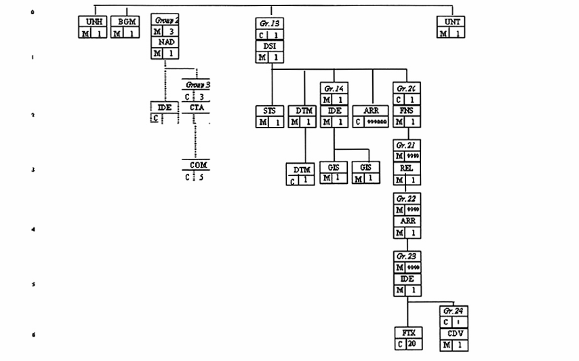 0
UNH BGM Group 2 Gr.13 UNT
M 1 M 1 M 3 C 1 M 1
NAD DSI
M 1 M 1
1
Group 3 Gr.14 Gr.20
C 3 M 1 C 1
IDE CTA STS DTM IDE ARR FNS
C M 1 M 1 M 1 C ****** M 1
2
Gr.21
M ****
COM DTM GIS GIS REL
C 5 C 1 M 1 M 1 M 1
3
Gr.22
M ****
ARR
M 1
4
Gr.23
M ****
IDE
M 1
5
Gr.24
C 1
FTX CDV
C 20 M 1
6